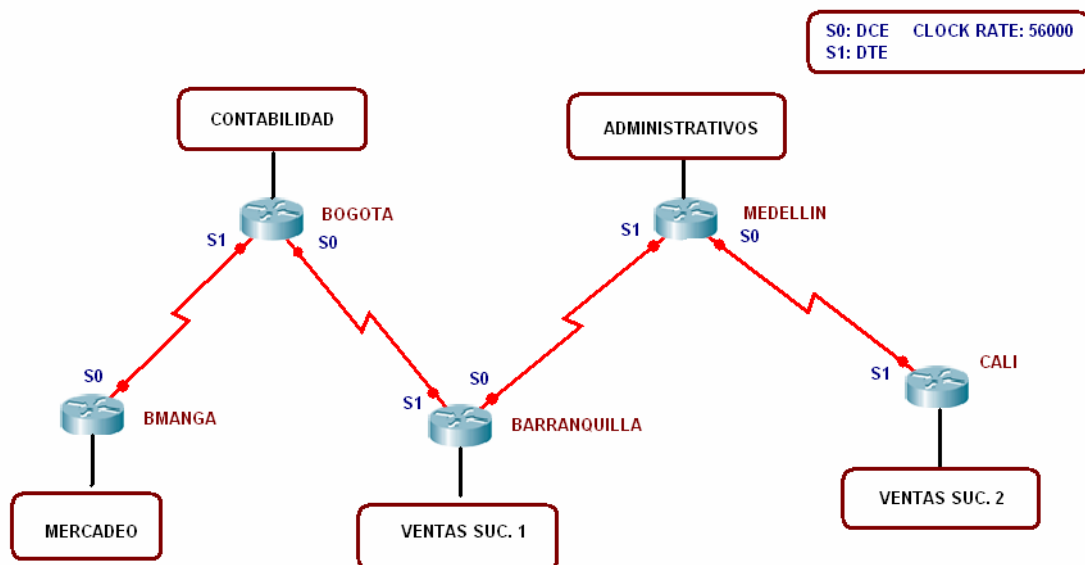 S0: DCE CLOCK RATE: 56000
S1: DTE
CONTABILIDAD
ADMINISTRATIVOS
BOGOTA
MEDELLIN
S1
S0
S1
S0
S0
BMANGA
S1
S0
BARRANQUILLA
S1
CALI
MERCADEO
VENTAS SUC. 1
VENTAS SUC. 2